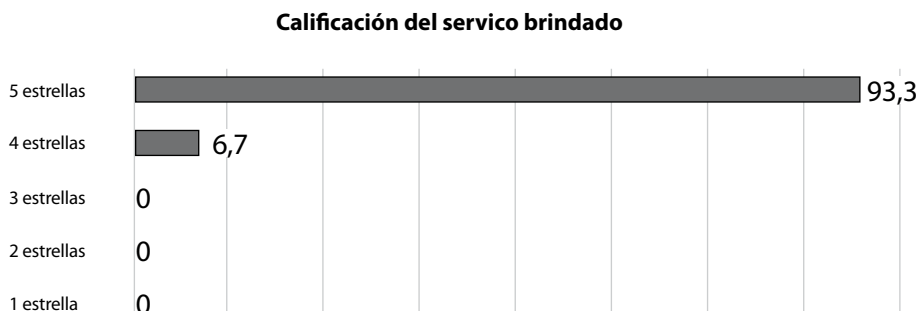 Calificación del servico brindado
5 estrellas 93,3
4 estrellas 6,7
3 estrellas 0
2 estrellas 0
1 estrella 0